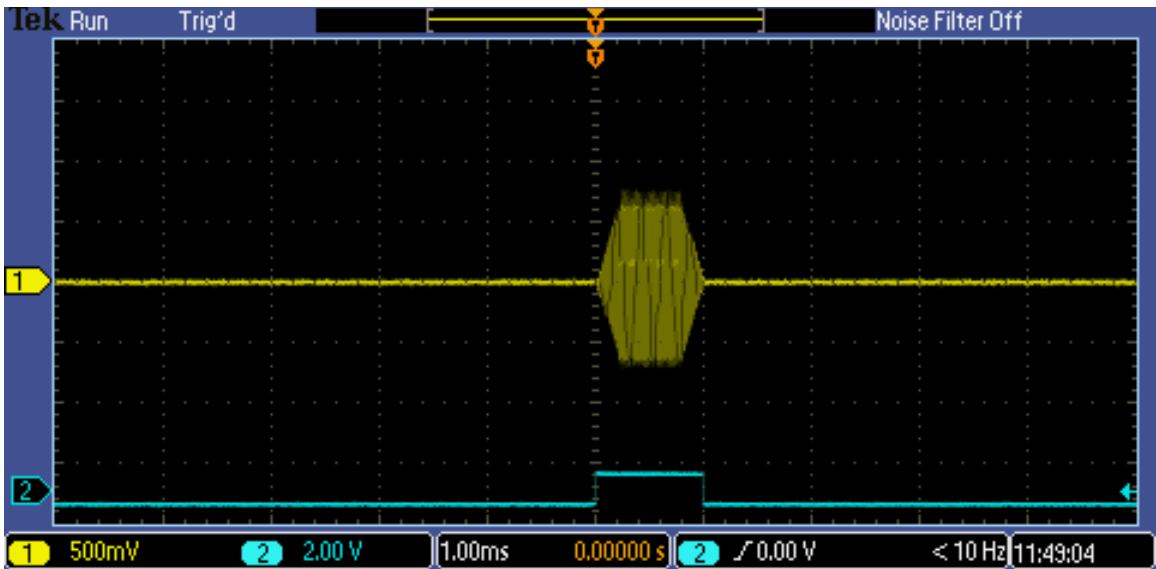 Tek Run Trig'd Noise Filter Off
T
T
1
2
1 500mV 2 2.00 V 1.00ms 0.00000 s 2 0.00 V < 10 Hz 11:49:04